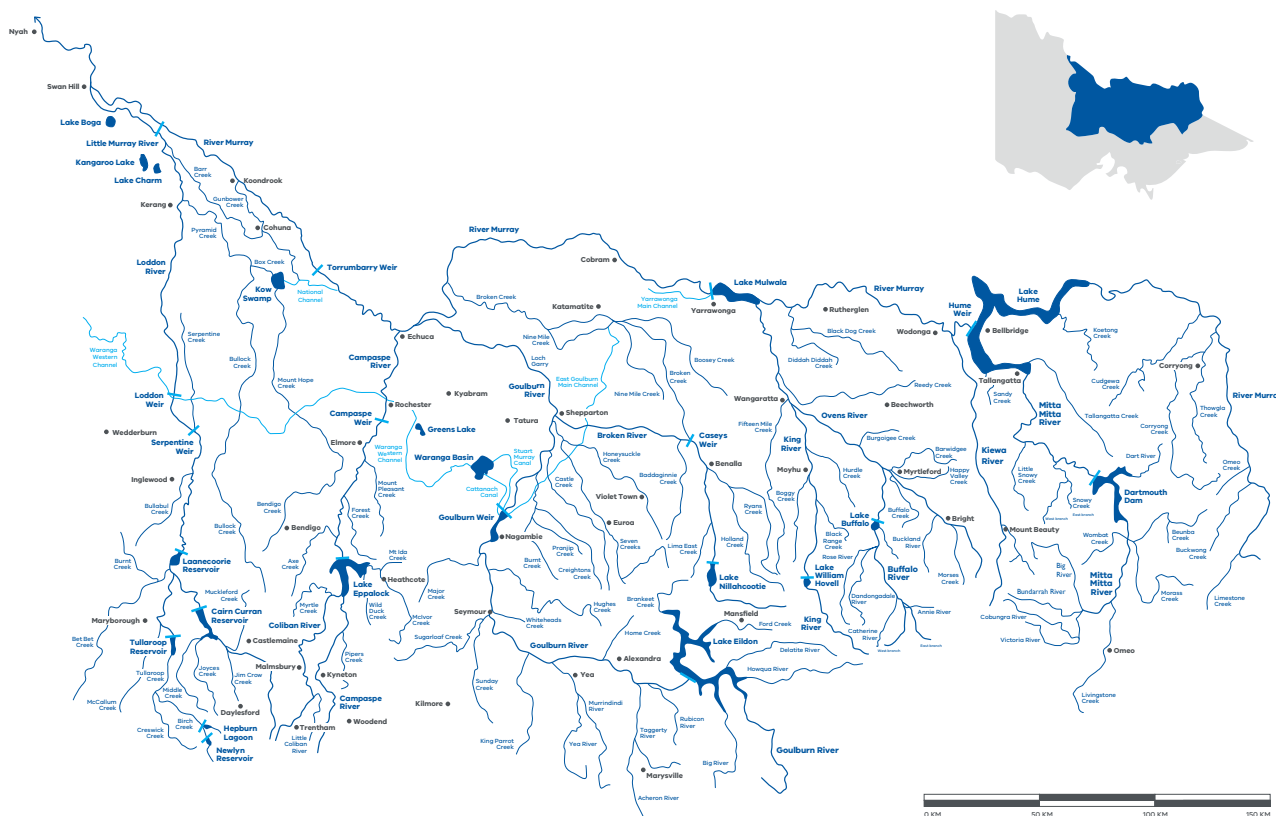 Nyah
Swan Hill
Lake Boga
Little Murray River
River Murray
Kangaroo Lake
Lake Charm
Barr
Creek
Koondrook
Gunbower
Creek
Kerang
Pyramid
Creek
Cohuna
River Murray
Cobram
Loddon
River
Box Creek
Torrumbarry Weir
Kow
Swamp
National
Channel
Broken Creek
Katamatite
Yarrawonga
Main Channel
Lake Mulwala
Yarrawonga
River Murray
Rutherglen
Hume
Weir
Lake
Hume
Wodonga
Bellbridge
Black Dog Creek
Koetong
Creek
Waranga
Western
Channel
Serpentine
Creek
Bullock
Creek
Mount Hope
Creek
Echuca
Campaspe
River
Nine Mile
Creek
Loch
Garry
Boosey Creek
Diddah Diddah
Creek
Corryong
Tallangatta
Cudgewa
Creek
East Goulburn
Main Channel
Broken
Creek
Goulburn
River
Nine Mile Creek
Reedy Creek
Sandy
Creek
Loddon
Weir
Rochester
Kyabram
Wangaratta
Beechworth
River Murray
Mitta
Mitta
River
Tallangatta Creek
Thowgla
Creek
Campaspe
Weir
Greens Lake
Tatura
Shepparton
Ovens River
Fifteen Mile
Creek
Corryong
Creek
Wedderburn
Serpentine
Weir
Elmore
Broken River
Caseys
Weir
King
River
Burgoigee Creek
Waranga
Western
Channel
Waranga Basin
Stuart
Murray
Canal
Honeysuckle
Creek
Barwidgee
Creek
Kiewa
River
Dart River
Omeo
Creek
Benalla
Moyhu
Hurdle
Creek
Myrtleford
Happy
Valley
Creek
Little
Snowy
Creek
Inglewood
Mount
Pleasant
Creek
Cattanach
Canal
Castle
Creek
Baddaginnie
Creek
Boggy
Creek
Snowy
Creek
Dartmouth
Dam
Bullabul
Creek
Bendigo
Creek
Forest
Creek
Goulburn Weir
Violet Town
Ryans
Creek
Lake
Buffalo
Buffalo
Creek
Bright
West branch
East branch
Bullock
Creek
Bendigo
Nagambie
Euroa
Seven
Creeks
Holland
Creek
Black
Range
Creek
Buckland
River
Mount Beauty
Wombat
Creek
Beunba
Creek
Burnt
Creek
Laanecoorie
Reservoir
Axe
Creek
Mt Ida
Creek
Pranjip
Creek
Burnt
Creek
Creightons
Creek
Lima East
Creek
Rose River
Buckwong
Creek
Lake
Eppalock
Heathcote
Lake
Nillahcootie
Lake
William
Hovell
Buffalo
River
Morses
Creek
Big
River
Mitta
Mitta
River
Muckleford
Creek
Cairn Curran
Reservoir
Myrtle
Creek
Wild
Duck
Creek
Major
Creek
Brankeet
Creek
Dandongadale
River
Bundarrah River
Morass
Creek
Limestone
Creek
Maryborough
Coliban River
McIvor
Creek
Seymour
Hughes
Creek
Mansfield
King
River
Annie River
Cobungra River
Bet Bet
Creek
Tullaroop
Reservoir
Castlemaine
Sugarloaf Creek
Whiteheads
Creek
Home Creek
Ford Creek
Catherine
River
Victoria River
Goulburn River
Lake Eildon
Delatite River
West branch
East branch
Omeo
Tullaroop
Creek
Joyces
Creek
Jim Crow
Creek
Malmsbury
Pipers
Creek
Kyneton
Alexandra
Howqua River
McCallum
Creek
Middle
Creek
Sunday
Creek
Yea
Livingstone
Creek
Daylesford
Campaspe
River
Kilmore
Murrindindi
River
Creswick
Creek
Birch
Creek
Hepburn
Lagoon
Trentham
Woodend
Rubicon
River
Taggerty
River
Newlyn
Reservoir
Little
Coliban
River
King Parrot
Creek
Yea River
Big River
Goulburn River
Marysville
Acheron River
0 KM
50 KM
100 KM
150 KM